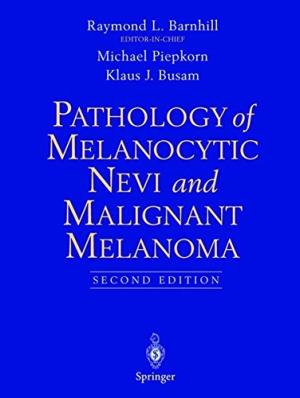 Raymond L. Barnhill
EDITOR-IN-CHIEF
Michael Piepkorn
Klaus J. Busam
PATHOLOGY of
MELANOCYTIC
NEVI and
MALIGNANT
MELANOMA
SECOND EDITION
Springer